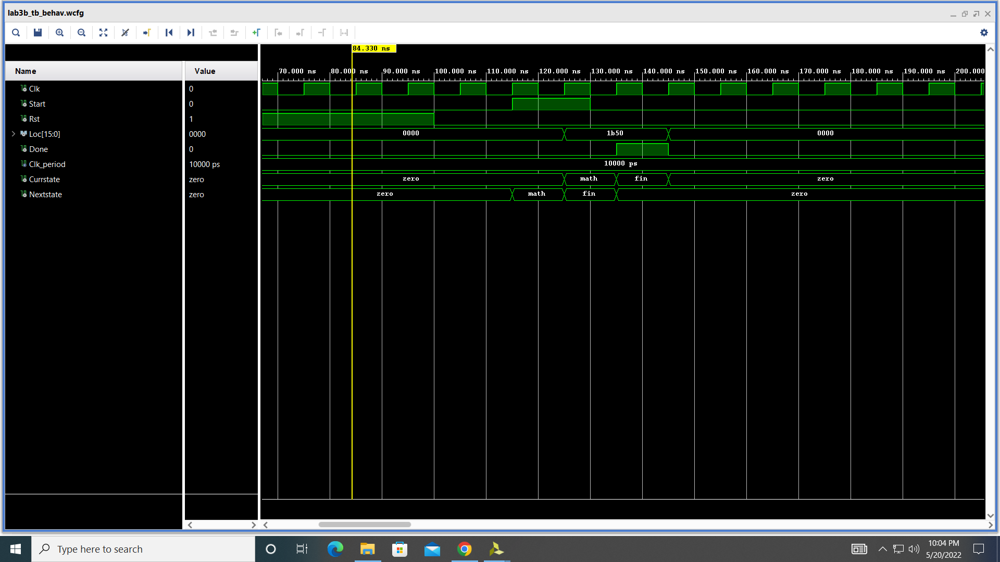 lab3b_tb_behav.wcfg
84.330 ns
Name Value
70.000 ns 80.000 ns 90.000 ns 100.000 ns 110.000 ns 120.000 ns 130.000 ns 140.000 ns 150.000 ns 160.000 ns 170.000 ns 180.000 ns 190.000 ns 200.000
Clk 0
Start 0
Rst 1
Loc[15:0] 0000 0000 1b50 0000
Done 0
Clk_period 10000 ps 10000 ps
Currstate zero zero math fin zero
Nextstate zero zero math fin zero
Type here to search
10:04 PM
5/20/2022